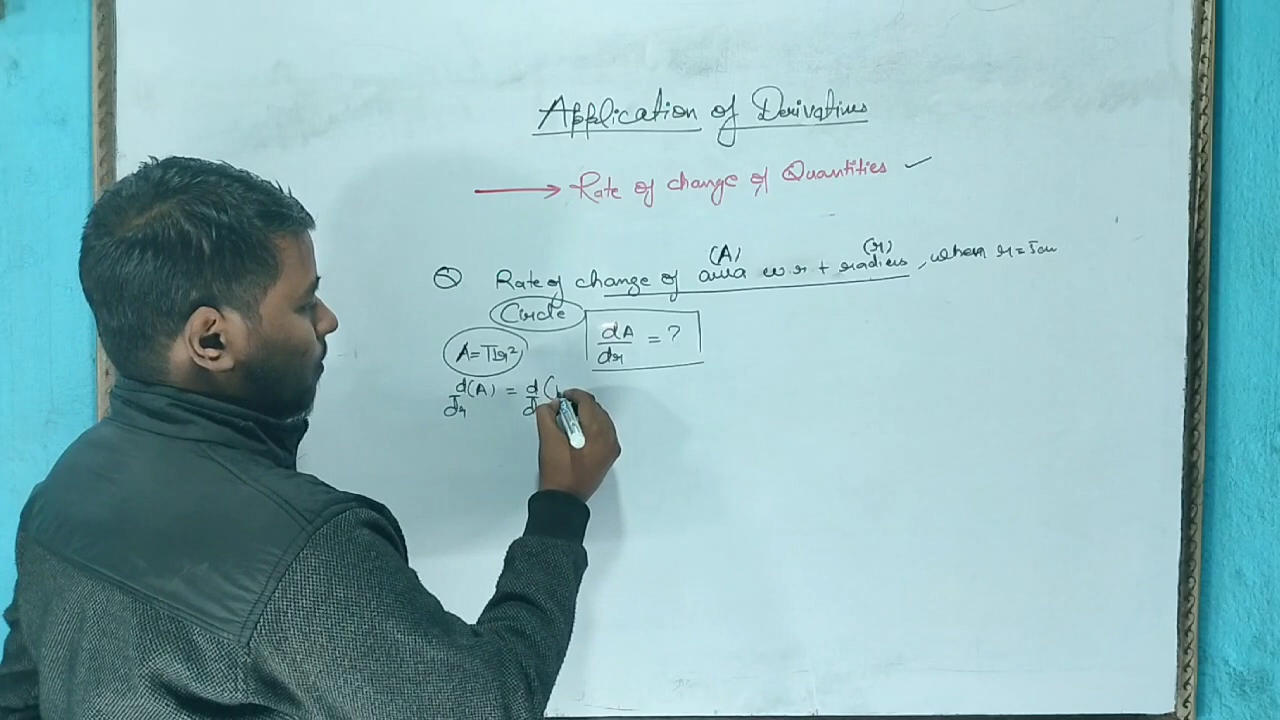 Application of Derivatives
→ Rate of change of Quantities ✓
(A) (r)
Q Rate of change of area w r t radius, when r = 5cm
Circle
A = πr²
dA/dr = ?
d(A)/dr = d/d (